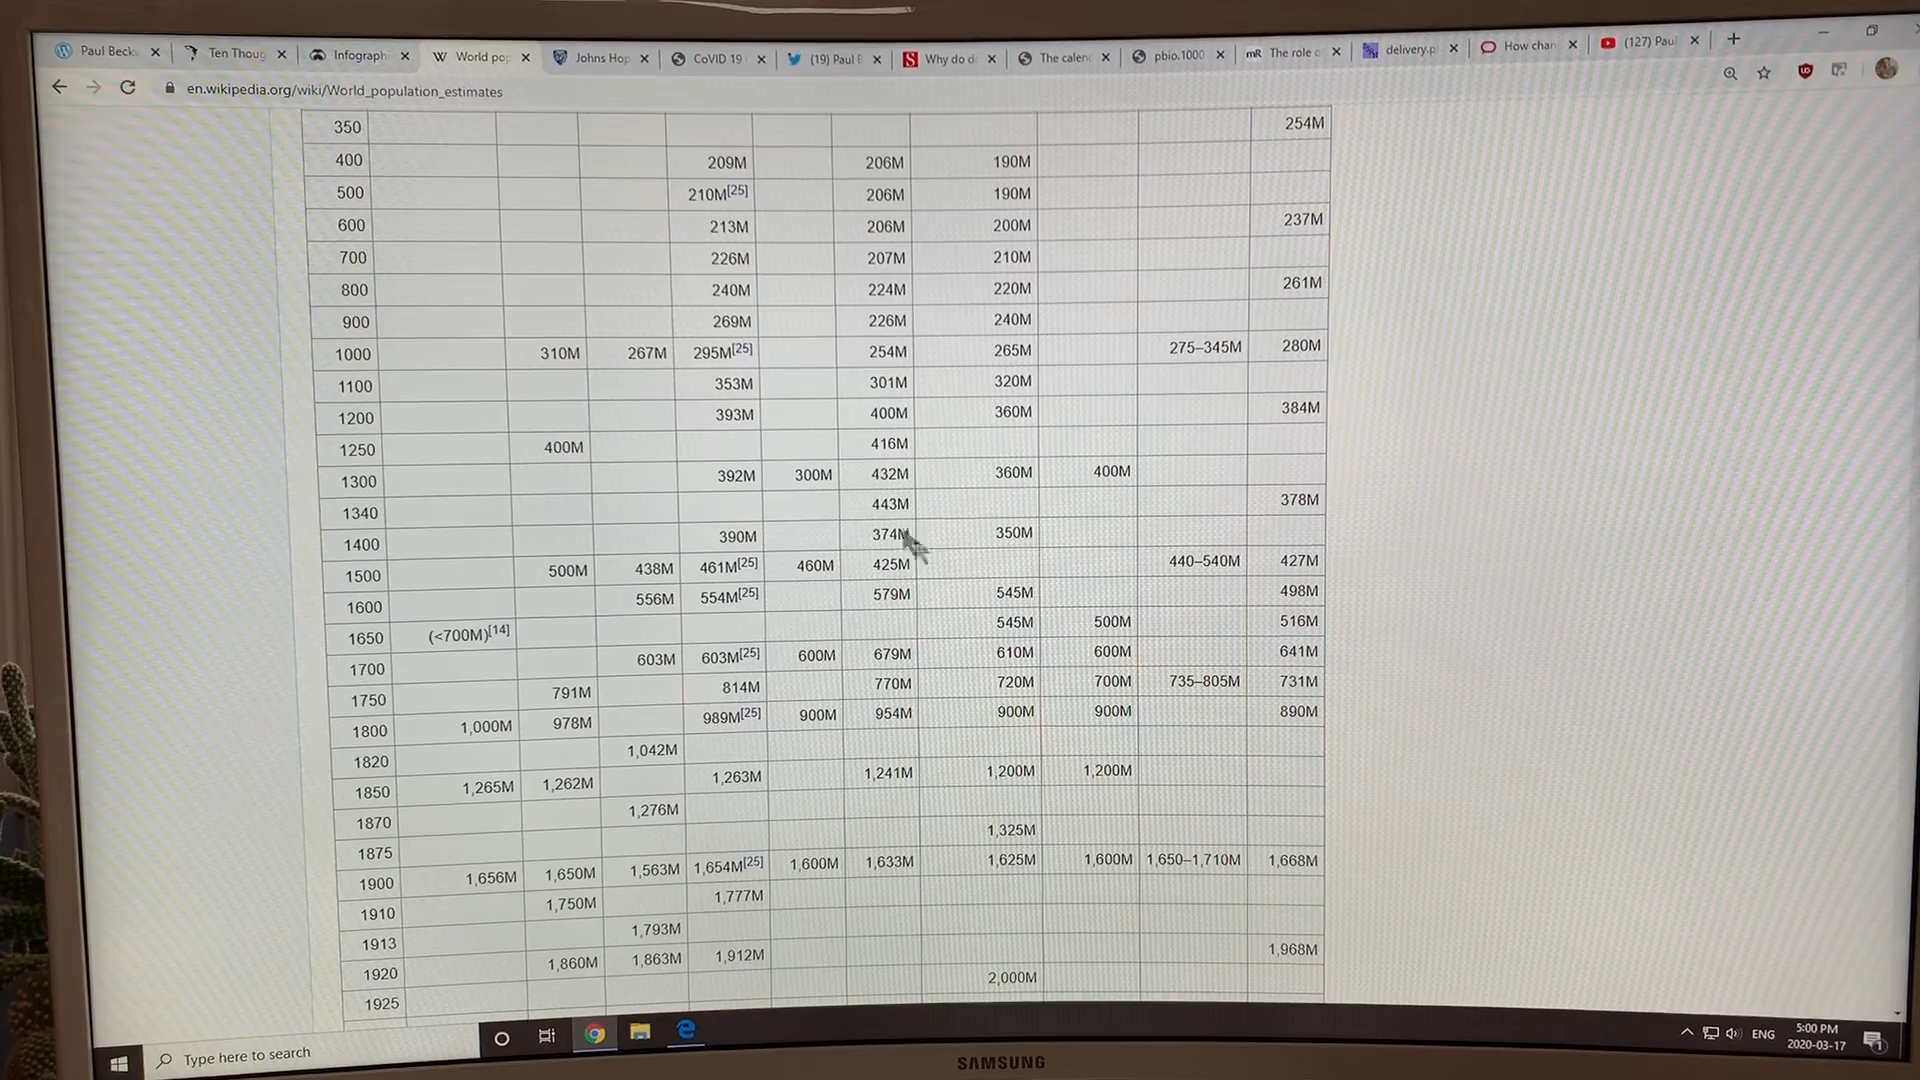 Paul Beck
Ten Thoug
Infographi
World pop
Johns Hop
CoVID 19
(19) Paul B
Why do d
The calen
pbio.1000
mR The role o
delivery.p
How chan
(127) Paul
en.wikipedia.org/wiki/World_population_estimates
350 254M
400 209M 206M 190M
500 210M[25] 206M 190M
600 213M 206M 200M 237M
700 226M 207M 210M
800 240M 224M 220M 261M
900 269M 226M 240M
1000 310M 267M 295M[25] 254M 265M 275–345M 280M
1100 353M 301M 320M
1200 393M 400M 360M 384M
1250 400M 416M
1300 392M 300M 432M 360M 400M
1340 443M 378M
1400 390M 374M 350M
1500 500M 438M 461M[25] 460M 425M 440–540M 427M
1600 556M 554M[25] 579M 545M 498M
1650 (<700M)[14] 545M 500M 516M
1700 603M 603M[25] 600M 679M 610M 600M 641M
1750 791M 814M 770M 720M 700M 735–805M 731M
1800 1,000M 978M 989M[25] 900M 954M 900M 900M 890M
1820 1,042M
1850 1,265M 1,262M 1,263M 1,241M 1,200M 1,200M
1870 1,276M
1875 1,325M
1900 1,656M 1,650M 1,563M 1,654M[25] 1,600M 1,633M 1,625M 1,600M 1,650–1,710M 1,668M
1910 1,750M 1,777M
1913 1,793M
1920 1,860M 1,863M 1,912M 1,968M
1925 2,000M
Type here to search
ENG
5:00 PM
2020-03-17
SAMSUNG